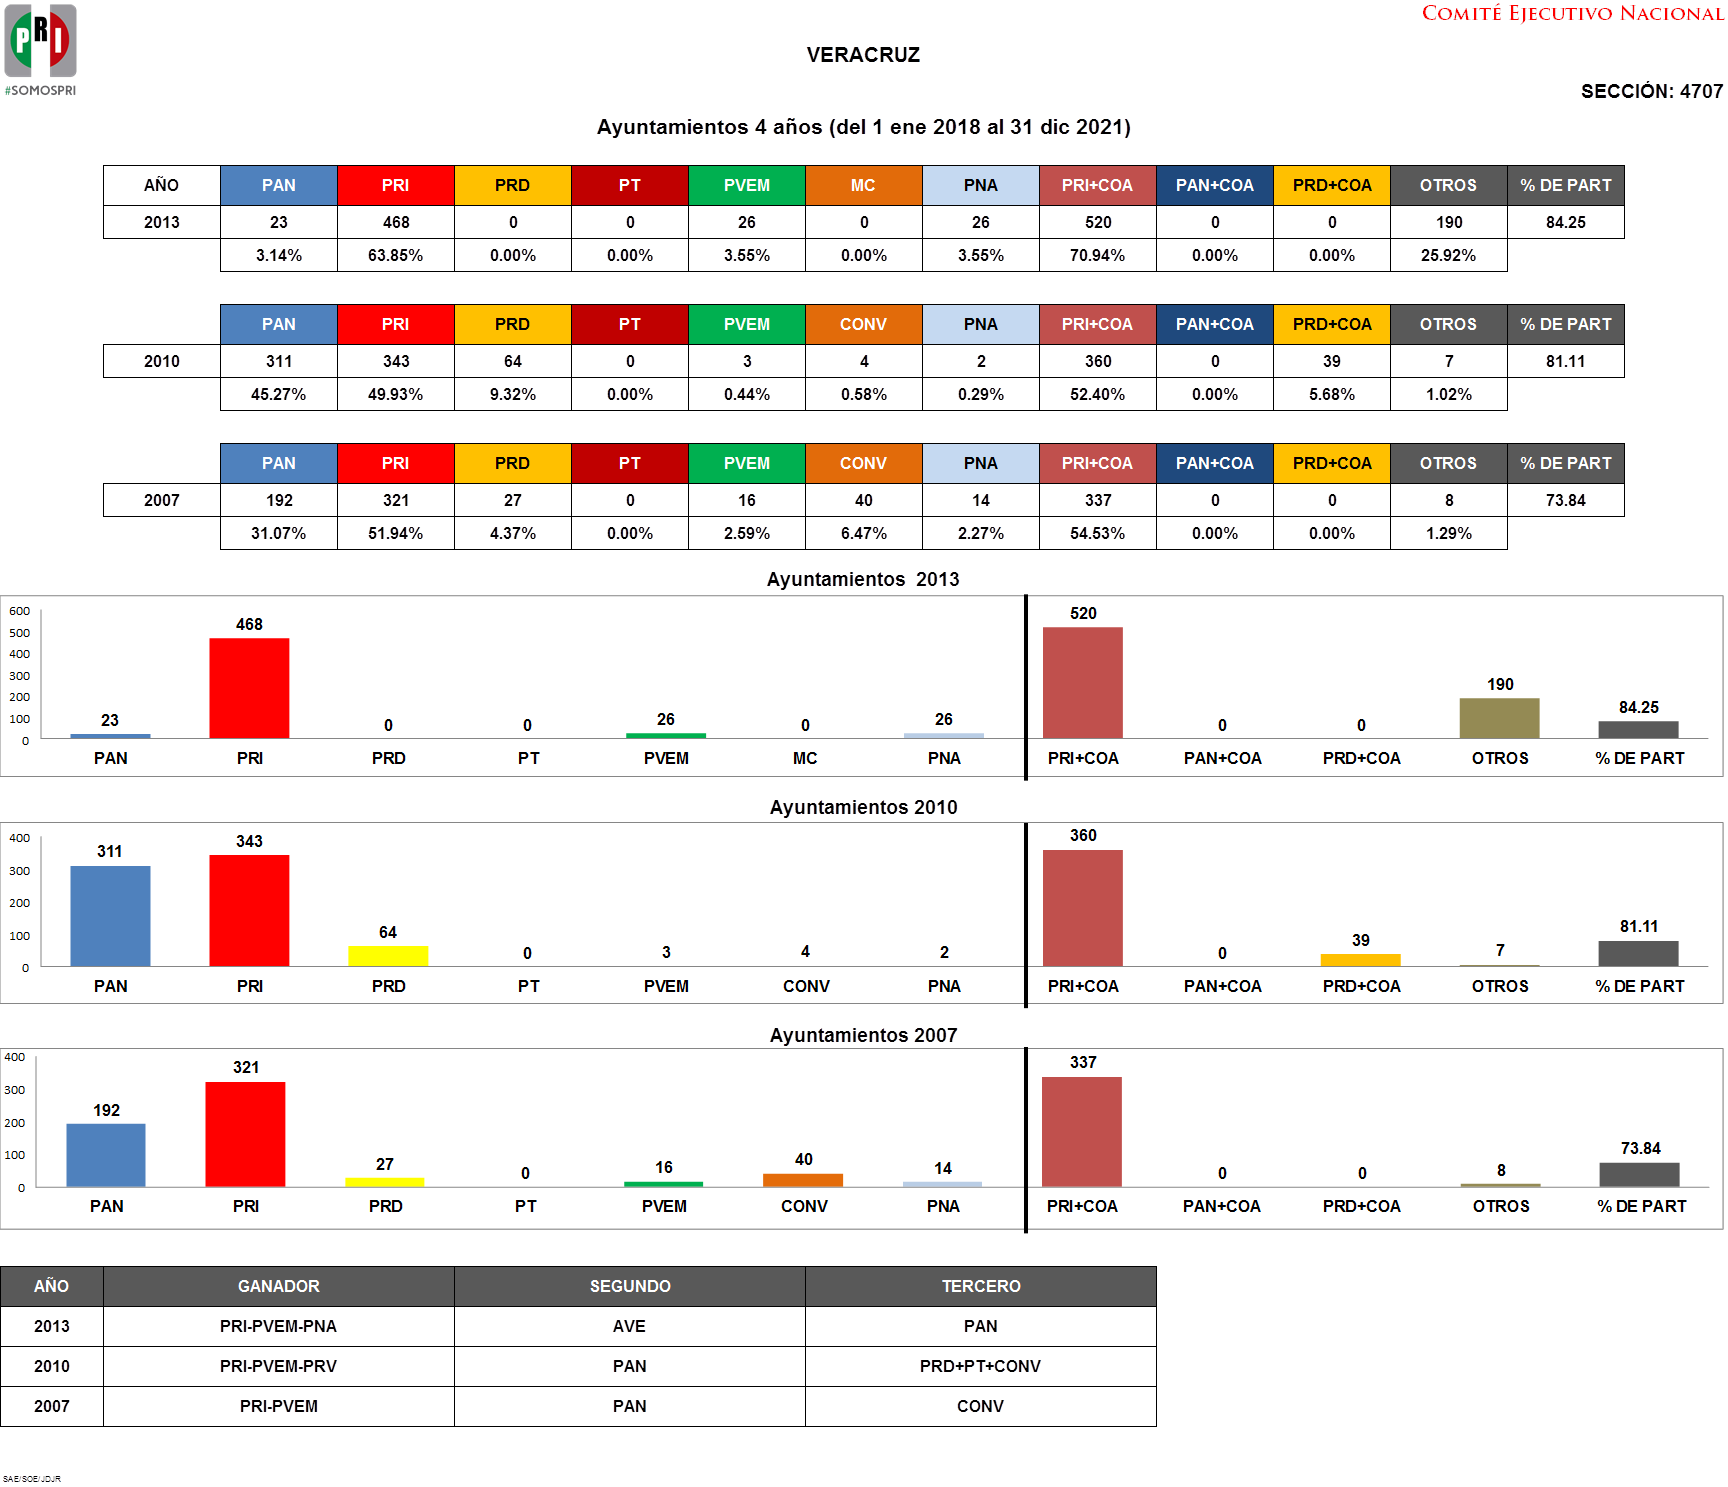 PRI
#SOMOSPRI
COMITÉ EJECUTIVO NACIONAL
VERACRUZ
SECCIÓN: 4707
Ayuntamientos 4 años (del 1 ene 2018 al 31 dic 2021)
AÑO PAN PRI PRD PT PVEM MC PNA PRI+COA PAN+COA PRD+COA OTROS % DE PART
2013 23 468 0 0 26 0 26 520 0 0 190 84.25
3.14% 63.85% 0.00% 0.00% 3.55% 0.00% 3.55% 70.94% 0.00% 0.00% 25.92%
PAN PRI PRD PT PVEM CONV PNA PRI+COA PAN+COA PRD+COA OTROS % DE PART
2010 311 343 64 0 3 4 2 360 0 39 7 81.11
45.27% 49.93% 9.32% 0.00% 0.44% 0.58% 0.29% 52.40% 0.00% 5.68% 1.02%
PAN PRI PRD PT PVEM CONV PNA PRI+COA PAN+COA PRD+COA OTROS % DE PART
2007 192 321 27 0 16 40 14 337 0 0 8 73.84
31.07% 51.94% 4.37% 0.00% 2.59% 6.47% 2.27% 54.53% 0.00% 0.00% 1.29%
Ayuntamientos 2013
600
500
400
300
200
100
0
23 468 0 0 26 0 26 520 0 0 190 84.25
PAN PRI PRD PT PVEM MC PNA PRI+COA PAN+COA PRD+COA OTROS % DE PART
Ayuntamientos 2010
400
300
200
100
0
311 343 64 0 3 4 2 360 0 39 7 81.11
PAN PRI PRD PT PVEM CONV PNA PRI+COA PAN+COA PRD+COA OTROS % DE PART
Ayuntamientos 2007
400
300
200
100
0
192 321 27 0 16 40 14 337 0 0 8 73.84
PAN PRI PRD PT PVEM CONV PNA PRI+COA PAN+COA PRD+COA OTROS % DE PART
AÑO GANADOR SEGUNDO TERCERO
2013 PRI-PVEM-PNA AVE PAN
2010 PRI-PVEM-PRV PAN PRD+PT+CONV
2007 PRI-PVEM PAN CONV
SAE/SOE/JDJR